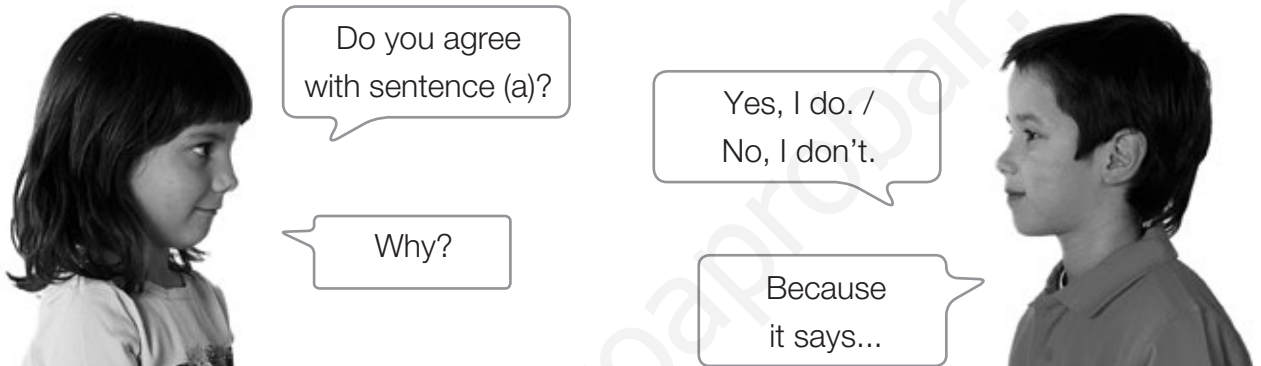 Do you agree
with sentence (a)?
Yes, I do. /
No, I don't.
Why?
Because
it says...